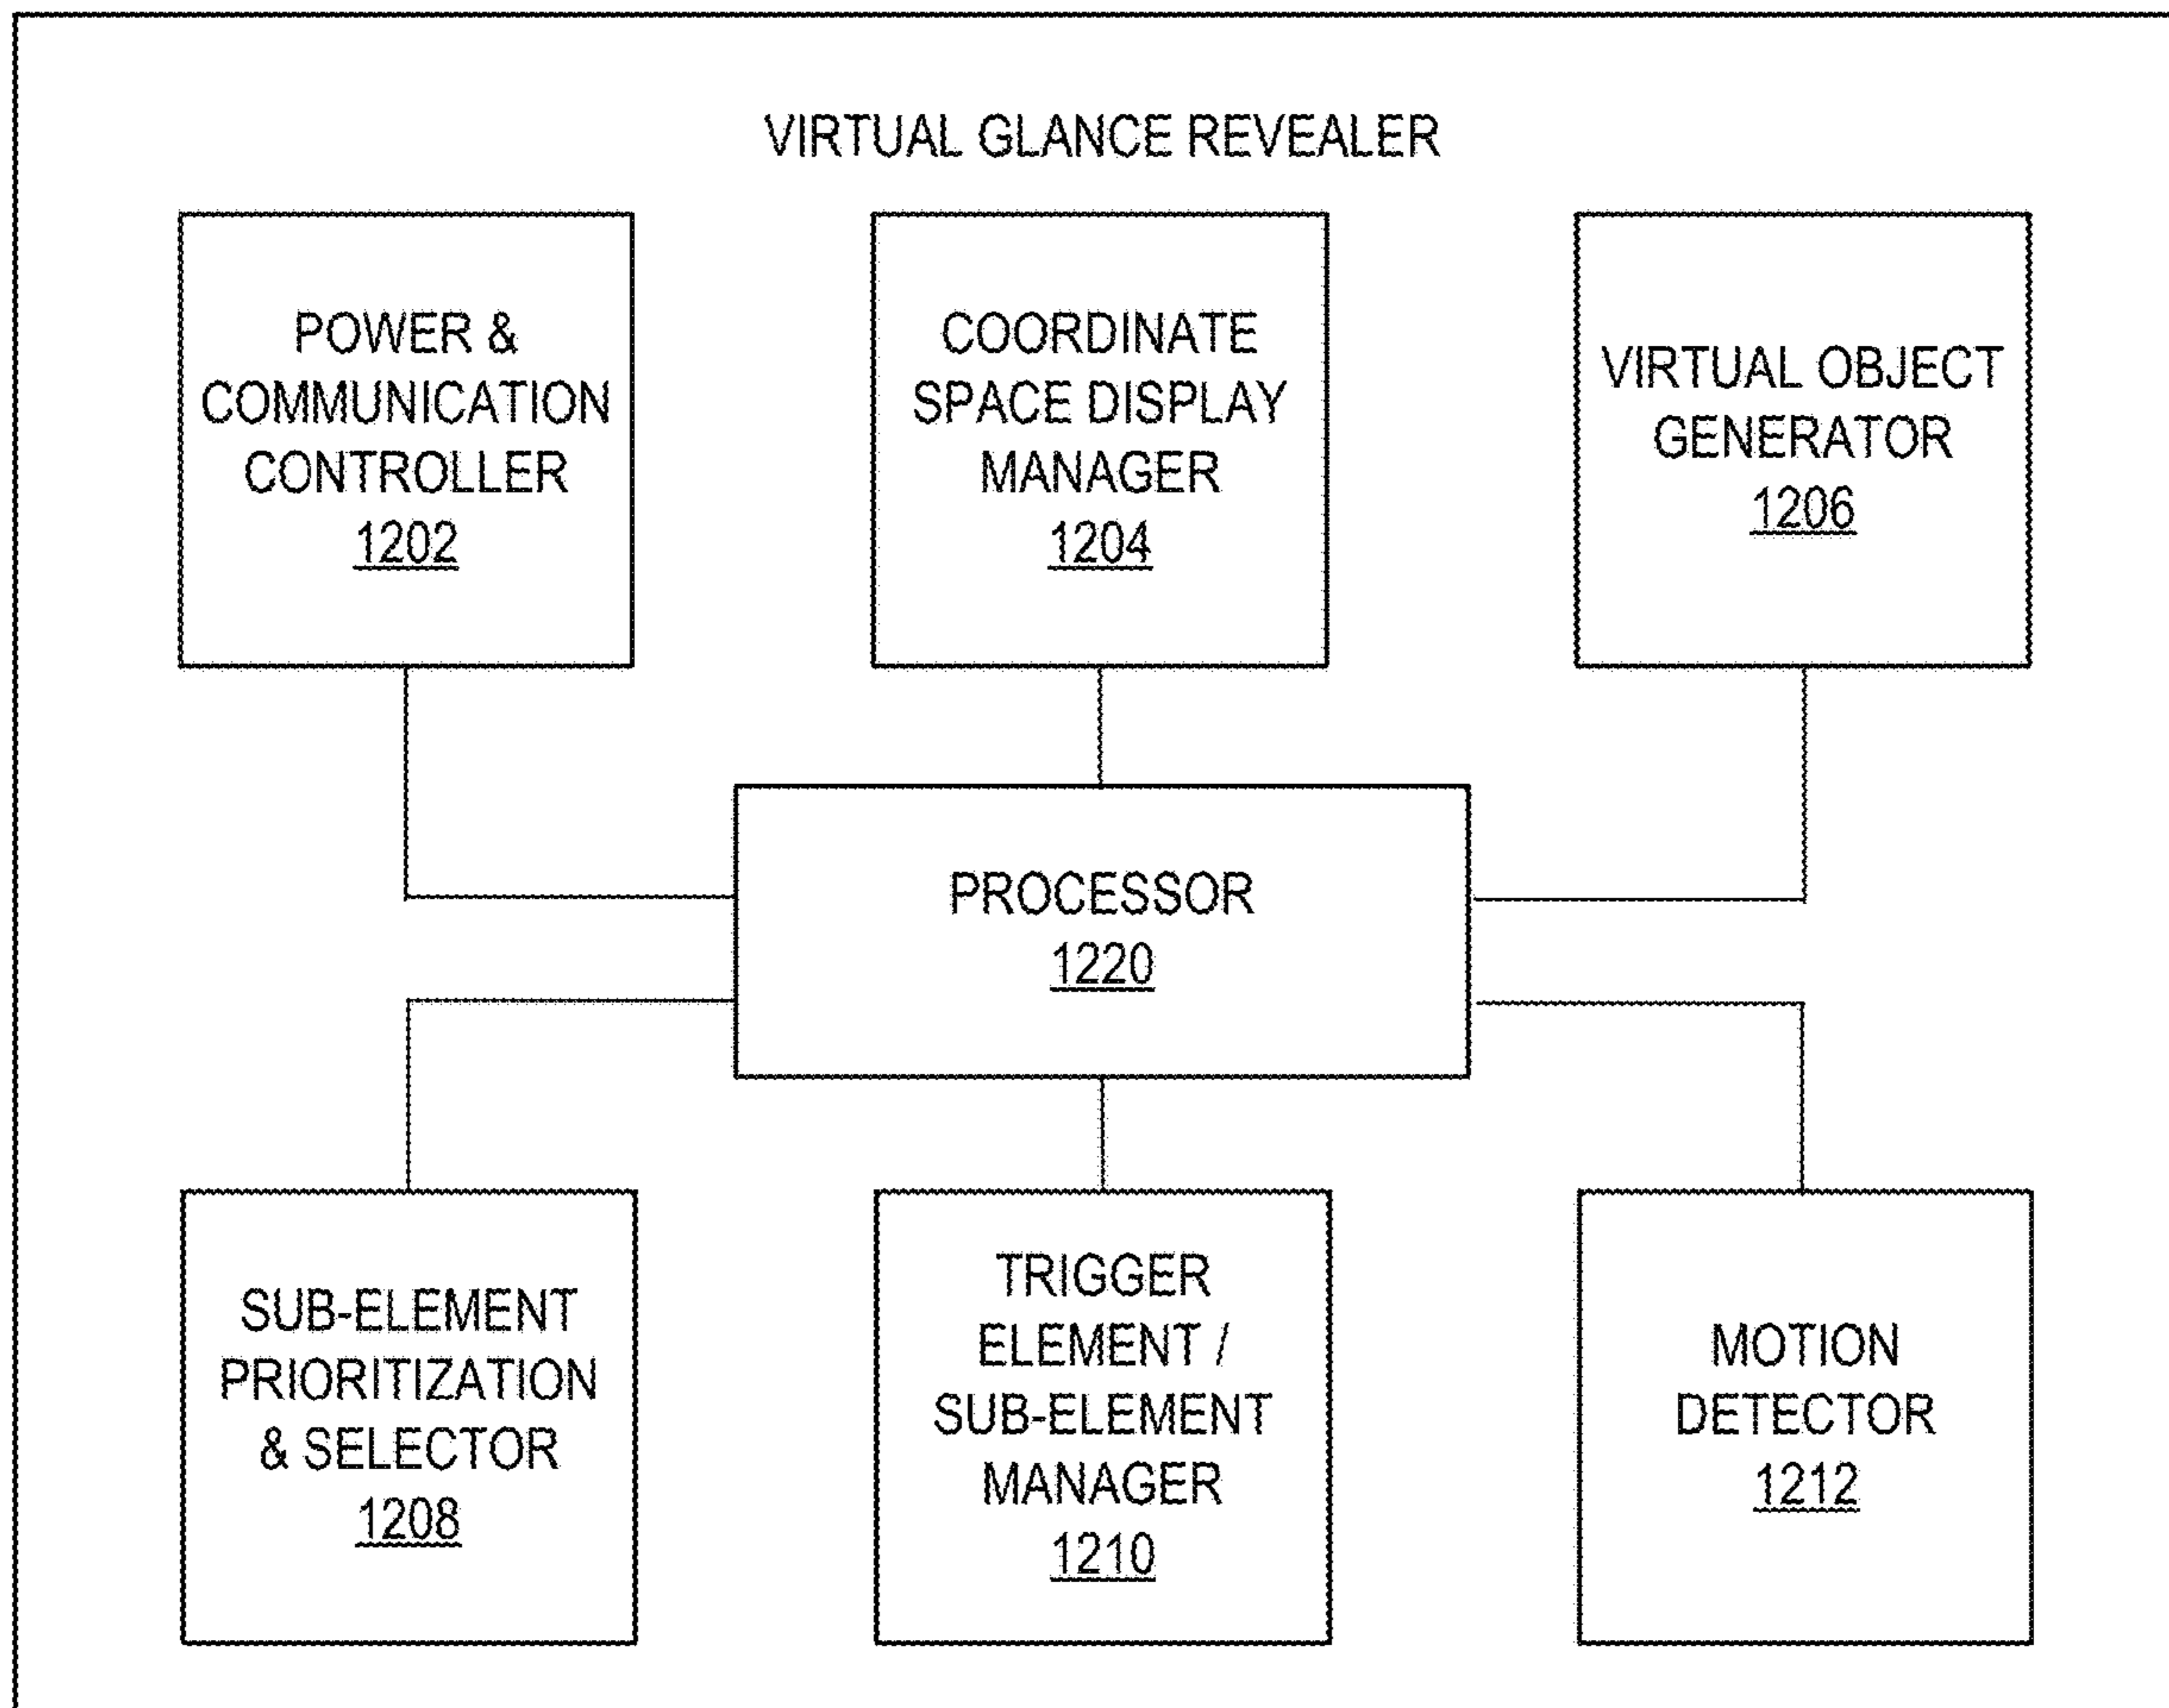 VIRTUAL GLANCE REVEALER
POWER &
COMMUNICATION
CONTROLLER
1202
COORDINATE
SPACE DISPLAY
MANAGER
1204
VIRTUAL OBJECT
GENERATOR
1206
PROCESSOR
1220
SUB-ELEMENT
PRIORITIZATION
& SELECTOR
1208
TRIGGER
ELEMENT /
SUB-ELEMENT
MANAGER
1210
MOTION
DETECTOR
1212